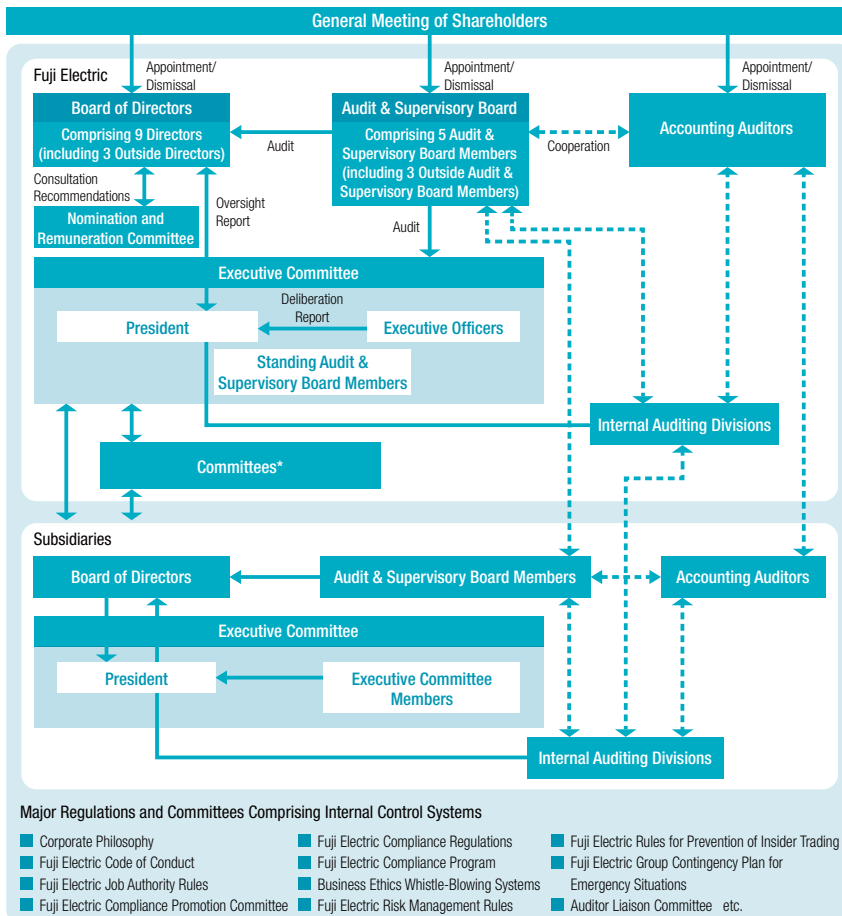 General Meeting of Shareholders
Fuji Electric
Appointment/
Dismissal
Appointment/
Dismissal
Appointment/
Dismissal
Board of Directors
Comprising 9 Directors
(including 3 Outside Directors)
Audit
Audit & Supervisory Board
Comprising 5 Audit &
Supervisory Board Members
(including 3 Outside Audit &
Supervisory Board Members)
Cooperation
Accounting Auditors
Consultation
Recommendations
Oversight
Report
Nomination and
Remuneration Committee
Audit
Executive Committee
Deliberation
Report
President
Executive Officers
Standing Audit &
Supervisory Board Members
Internal Auditing Divisions
Committees*
Subsidiaries
Board of Directors
Audit & Supervisory Board Members
Accounting Auditors
Executive Committee
President
Executive Committee
Members
Internal Auditing Divisions
Major Regulations and Committees Comprising Internal Control Systems
Corporate Philosophy
Fuji Electric Code of Conduct
Fuji Electric Job Authority Rules
Fuji Electric Compliance Promotion Committee
Fuji Electric Compliance Regulations
Fuji Electric Compliance Program
Business Ethics Whistle-Blowing Systems
Fuji Electric Risk Management Rules
Fuji Electric Rules for Prevention of Insider Trading
Fuji Electric Group Contingency Plan for
Emergency Situations
Auditor Liaison Committee etc.